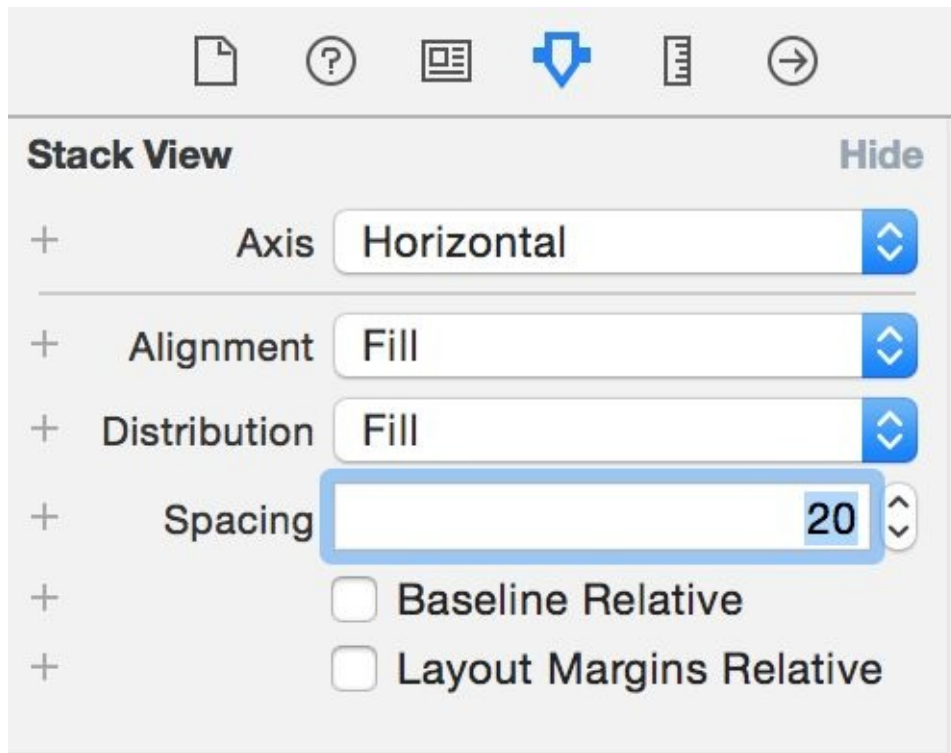 Stack View Hide
+ Axis Horizontal
+ Alignment Fill
+ Distribution Fill
+ Spacing 20
+ Baseline Relative
+ Layout Margins Relative